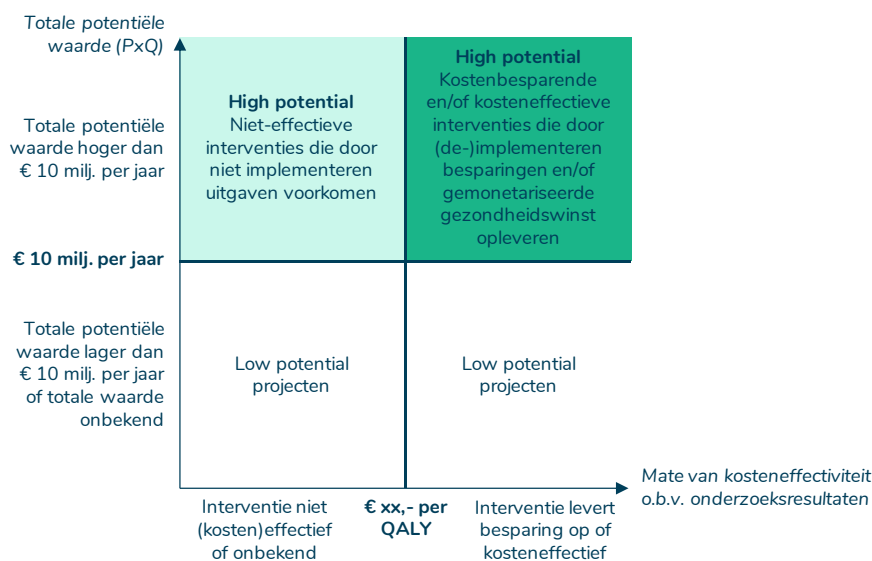 Totale potentiële
waarde (PxQ)
High potential
Niet-effectieve
interventies die door
niet implementeren
uitgaven voorkomen
High potential
Kostenbesparende
en/of kosteneffectieve
interventies die door
(de-)implementeren
besparingen en/of
gemonetariseerde
gezondheidswinst
opleveren
Totale potentiële
waarde hoger dan
€ 10 milj. per jaar
€ 10 milj. per jaar
Totale potentiële
waarde lager dan
€ 10 milj. per jaar
of totale waarde
onbekend
Low potential
projecten
Low potential
projecten
Mate van kosteneffectiviteit
o.b.v. onderzoeksresultaten
Interventie niet
(kosten)effectief
of onbekend
€ xx,- per
QALY
Interventie levert
besparing op of
kosteneffectief